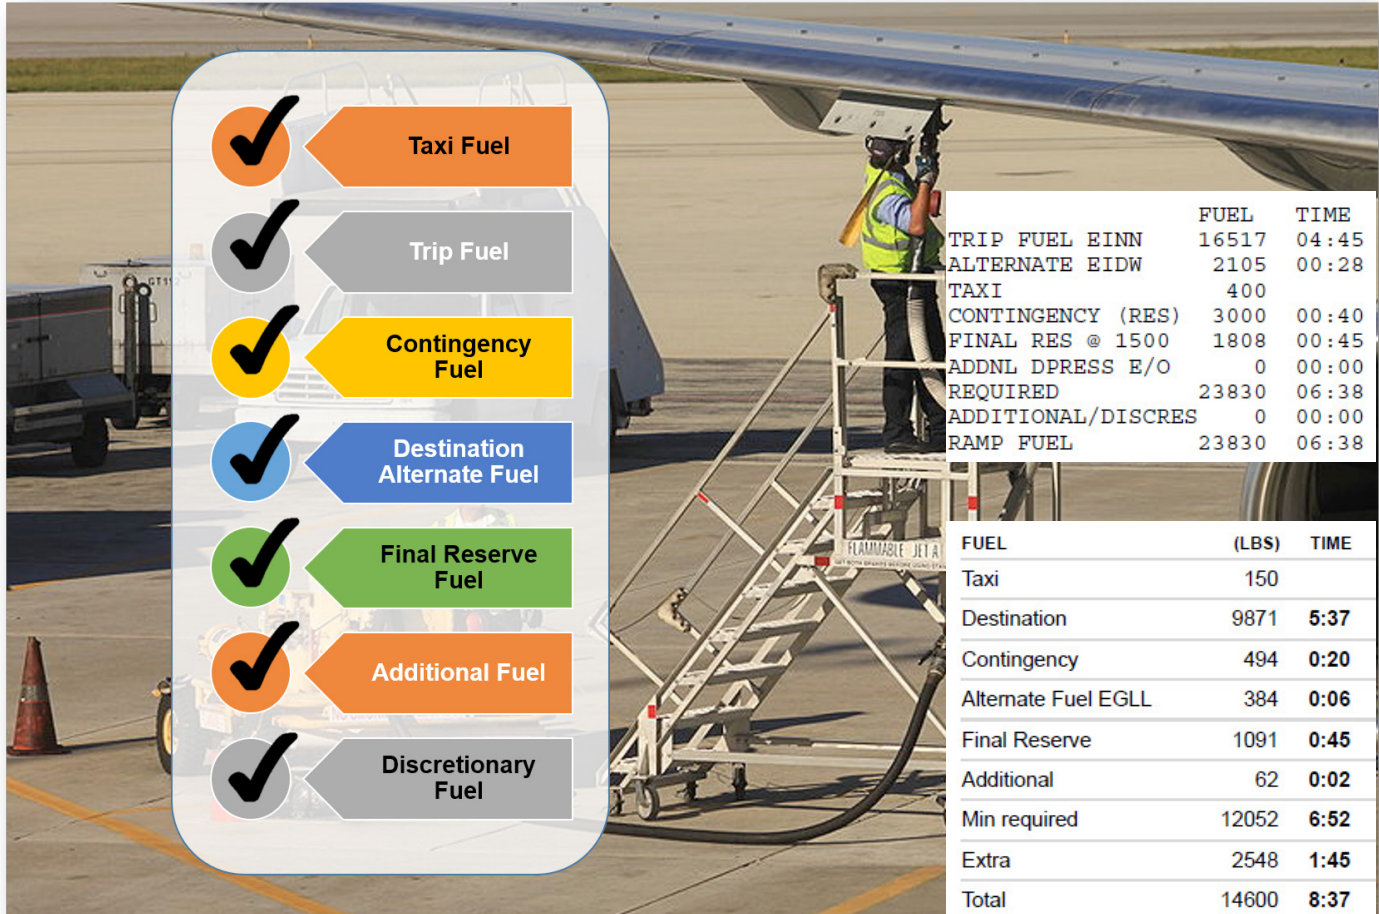 Taxi Fuel
Trip Fuel
Contingency
Fuel
Destination
Alternate Fuel
Final Reserve
Fuel
Additional Fuel
Discretionary
Fuel
FUEL TIME
TRIP FUEL EINN 16517 04:45
ALTERNATE EIDW 2105 00:28
TAXI 400
CONTINGENCY (RES) 3000 00:40
FINAL RES @ 1500 1808 00:45
ADDNL DPRESS E/O 0 00:00
REQUIRED 23830 06:38
ADDITIONAL/DISCRES 0 00:00
RAMP FUEL 23830 06:38
FLAMMABLE JET A
FUEL (LBS) TIME
Taxi 150
Destination 9871 5:37
Contingency 494 0:20
Alternate Fuel EGLL 384 0:06
Final Reserve 1091 0:45
Additional 62 0:02
Min required 12052 6:52
Extra 2548 1:45
Total 14600 8:37